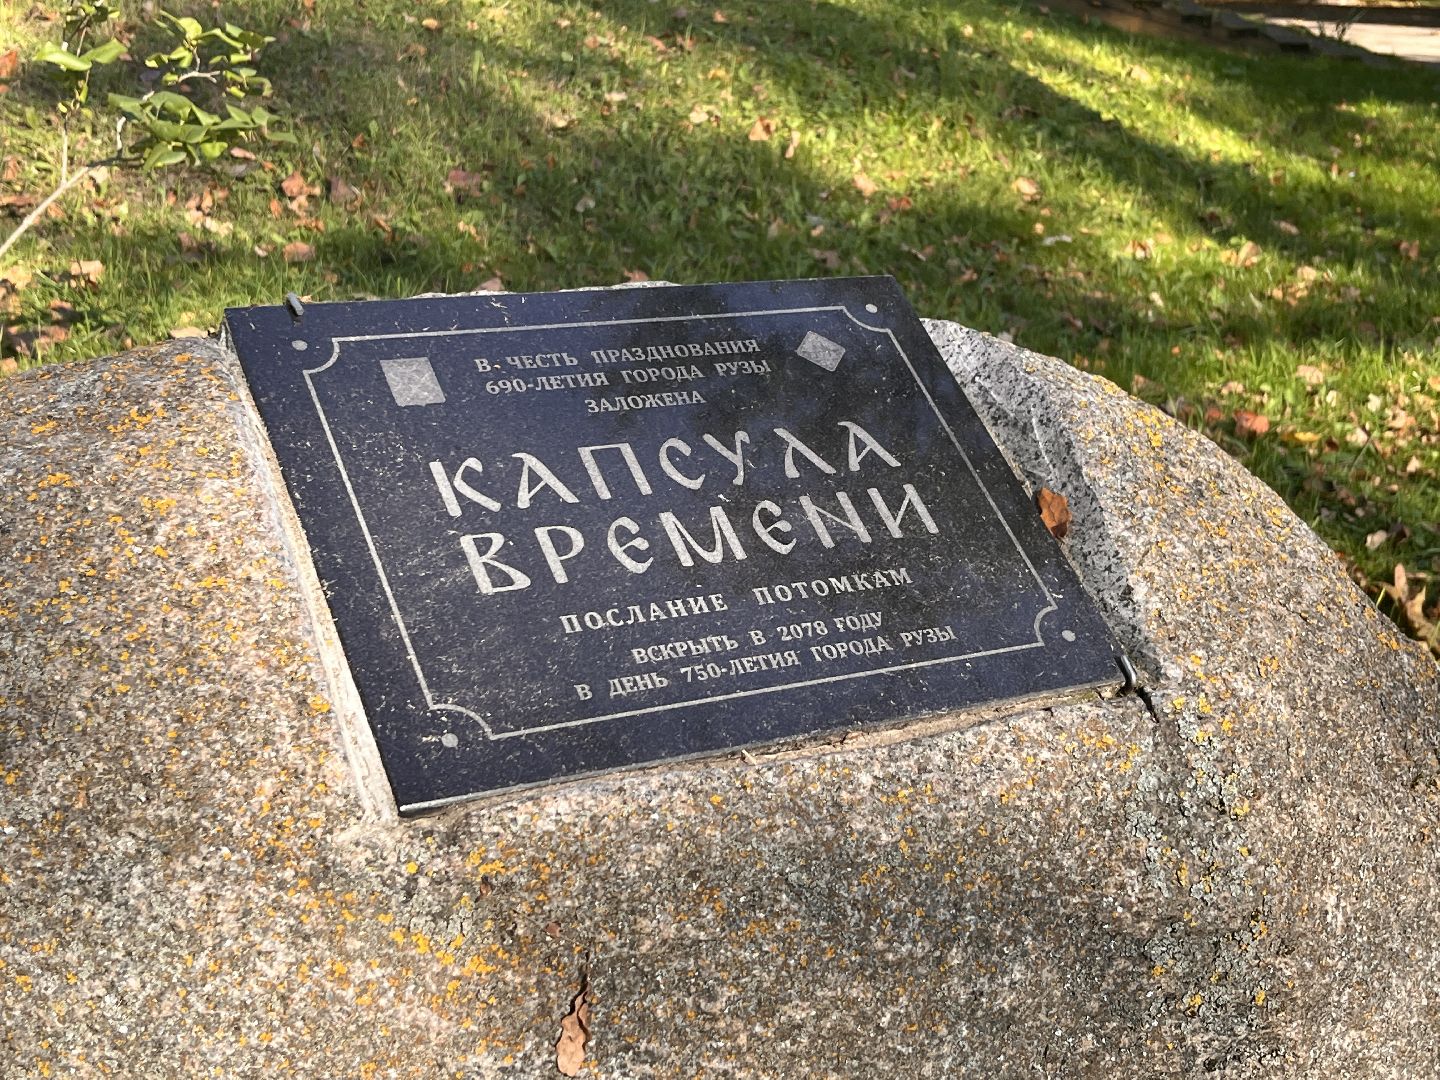 В ЧЕСТЬ ПРАЗДНОВАНИЯ
690-ЛЕТИЯ ГОРОДА РУЗЫ
ЗАЛОЖЕНА
КАПСУЛА
ВРЕМЕНИ
ПОСЛАНИЕ ПОТОМКАМ
ВСКРЫТЬ В 2078 ГОДУ
В ДЕНЬ 750-ЛЕТИЯ ГОРОДА РУЗЫ